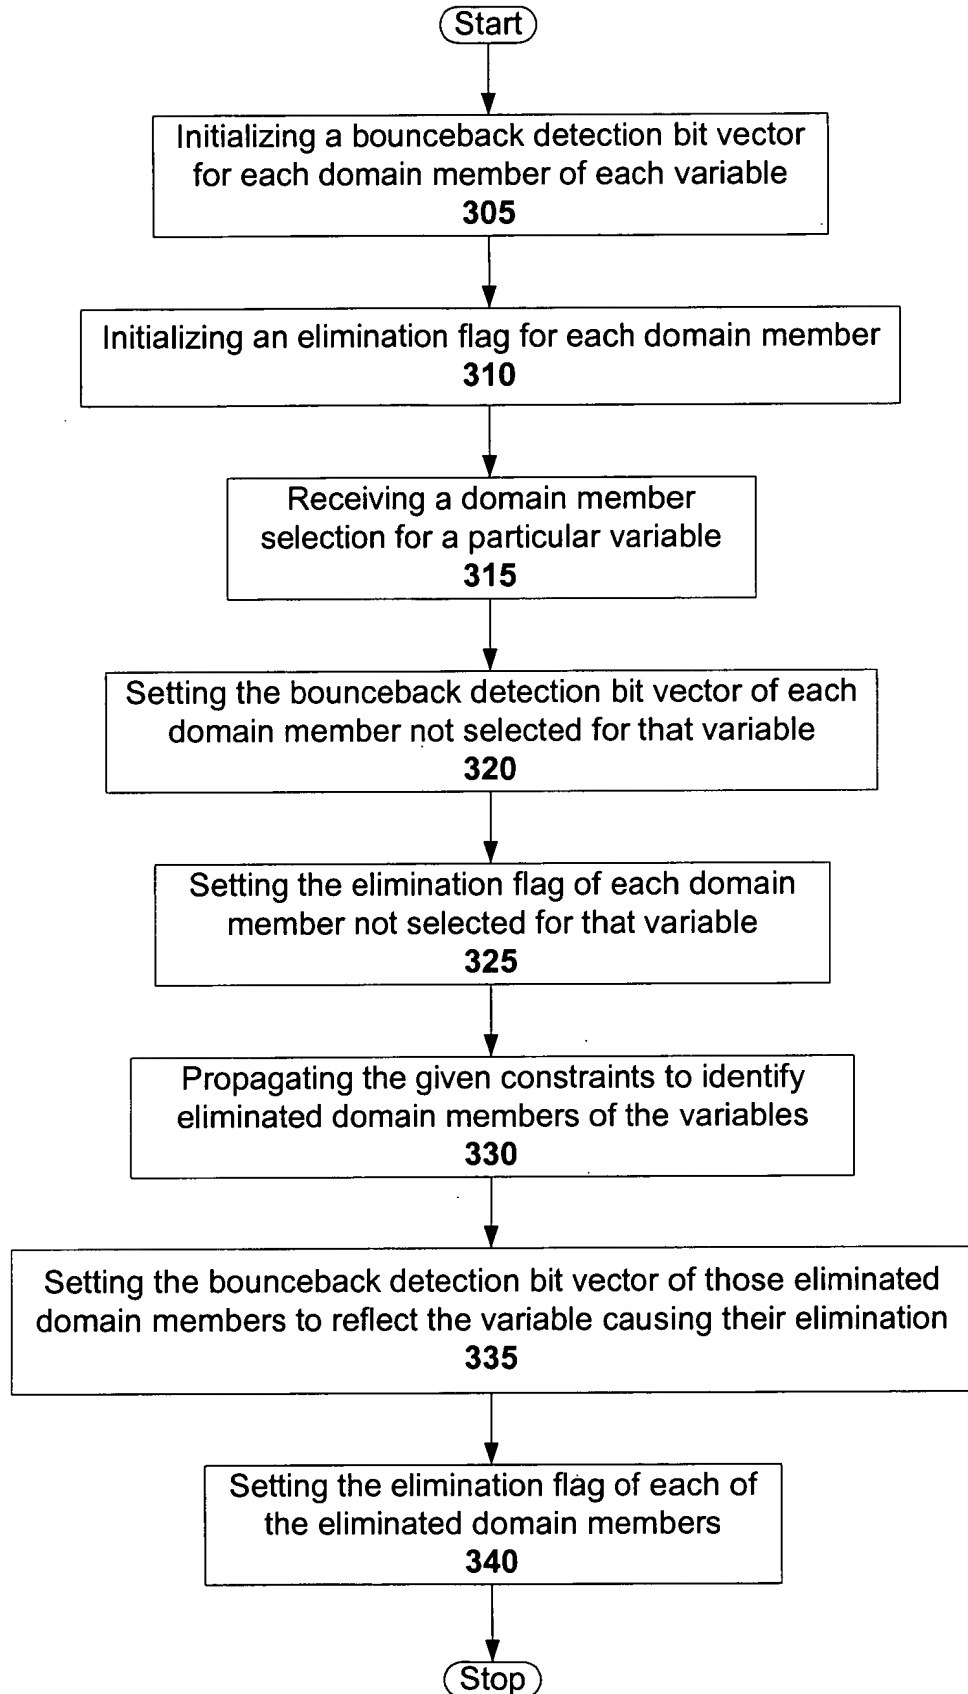 Start
Initializing a bounceback detection bit vector
for each domain member of each variable
305
Initializing an elimination flag for each domain member
310
Receiving a domain member
selection for a particular variable
315
Setting the bounceback detection bit vector of each
domain member not selected for that variable
320
Setting the elimination flag of each domain
member not selected for that variable
325
Propagating the given constraints to identify
eliminated domain members of the variables
330
Setting the bounceback detection bit vector of those eliminated
domain members to reflect the variable causing their elimination
335
Setting the elimination flag of each of
the eliminated domain members
340
Stop